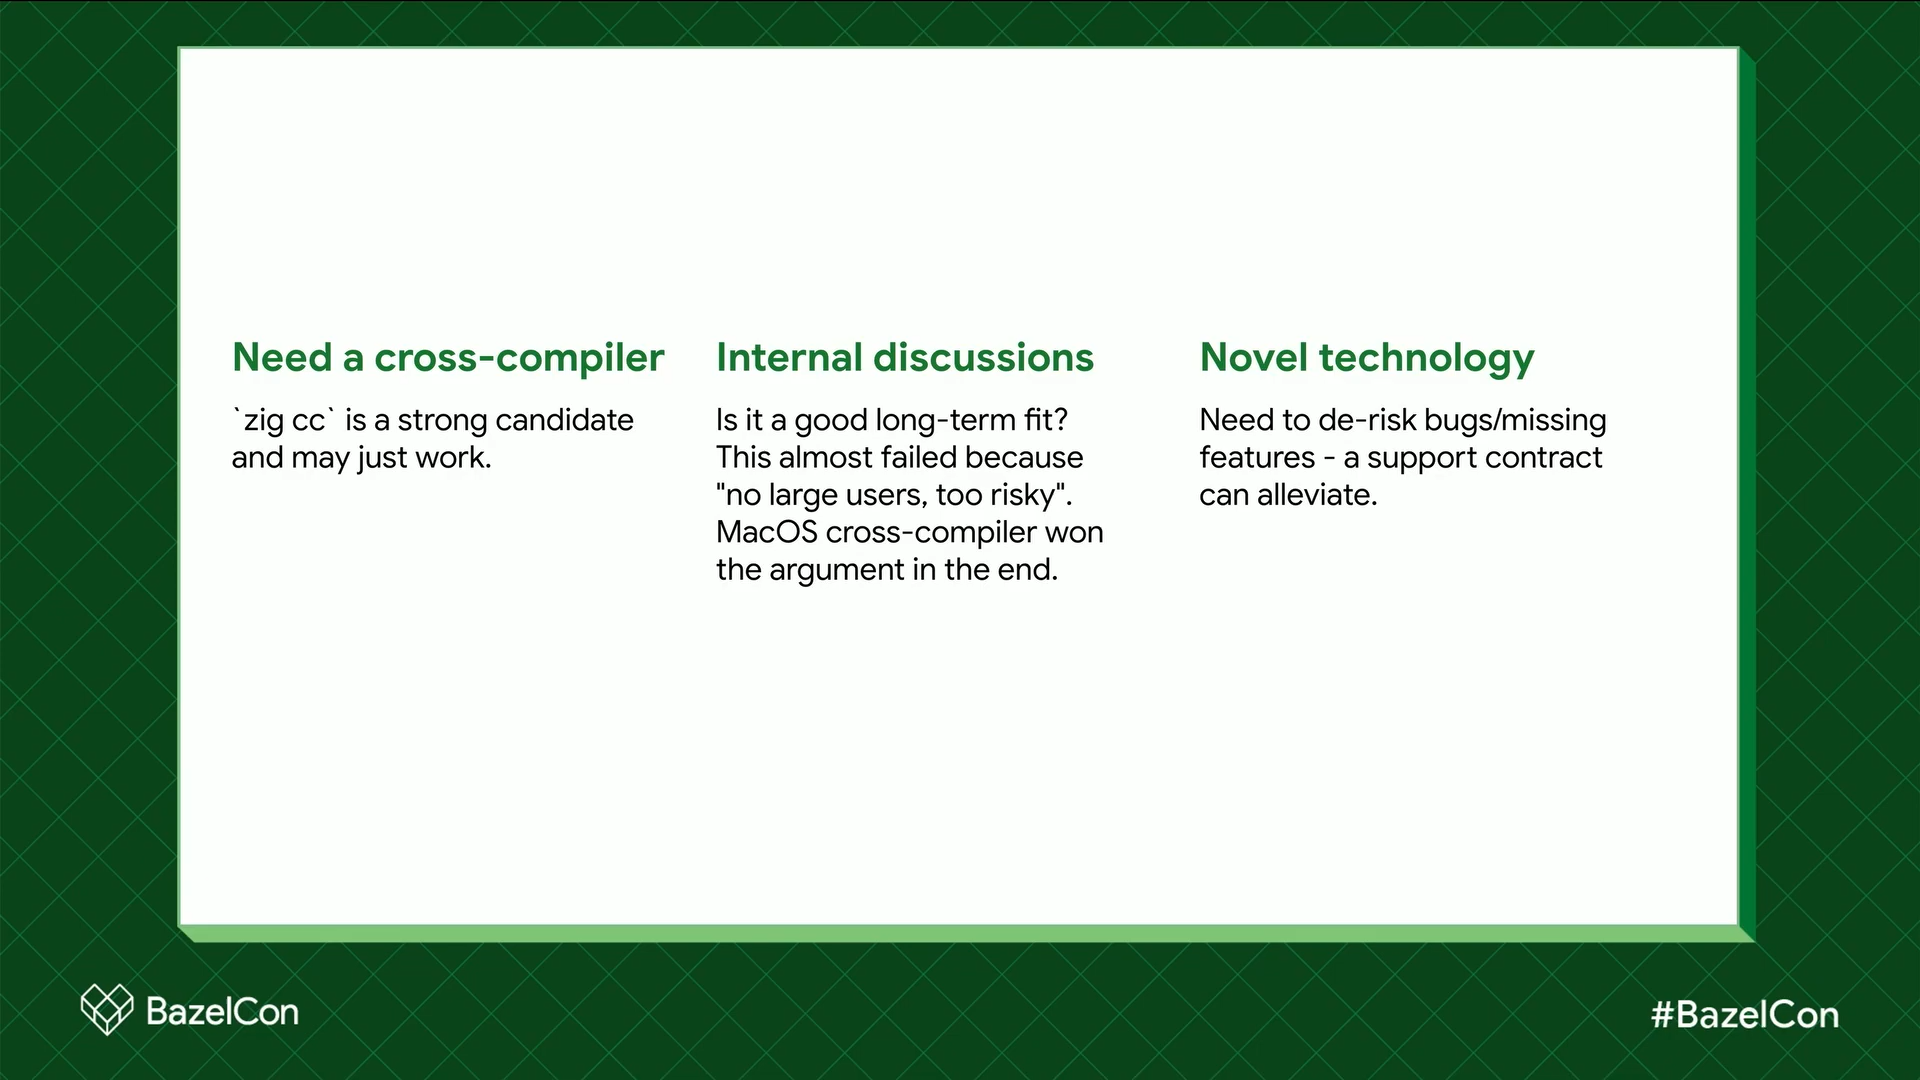 Need a cross-compiler
`zig cc` is a strong candidate
and may just work.
Internal discussions
Is it a good long-term fit?
This almost failed because
"no large users, too risky".
MacOS cross-compiler won
the argument in the end.
Novel technology
Need to de-risk bugs/missing
features - a support contract
can alleviate.
BazelCon
#BazelCon